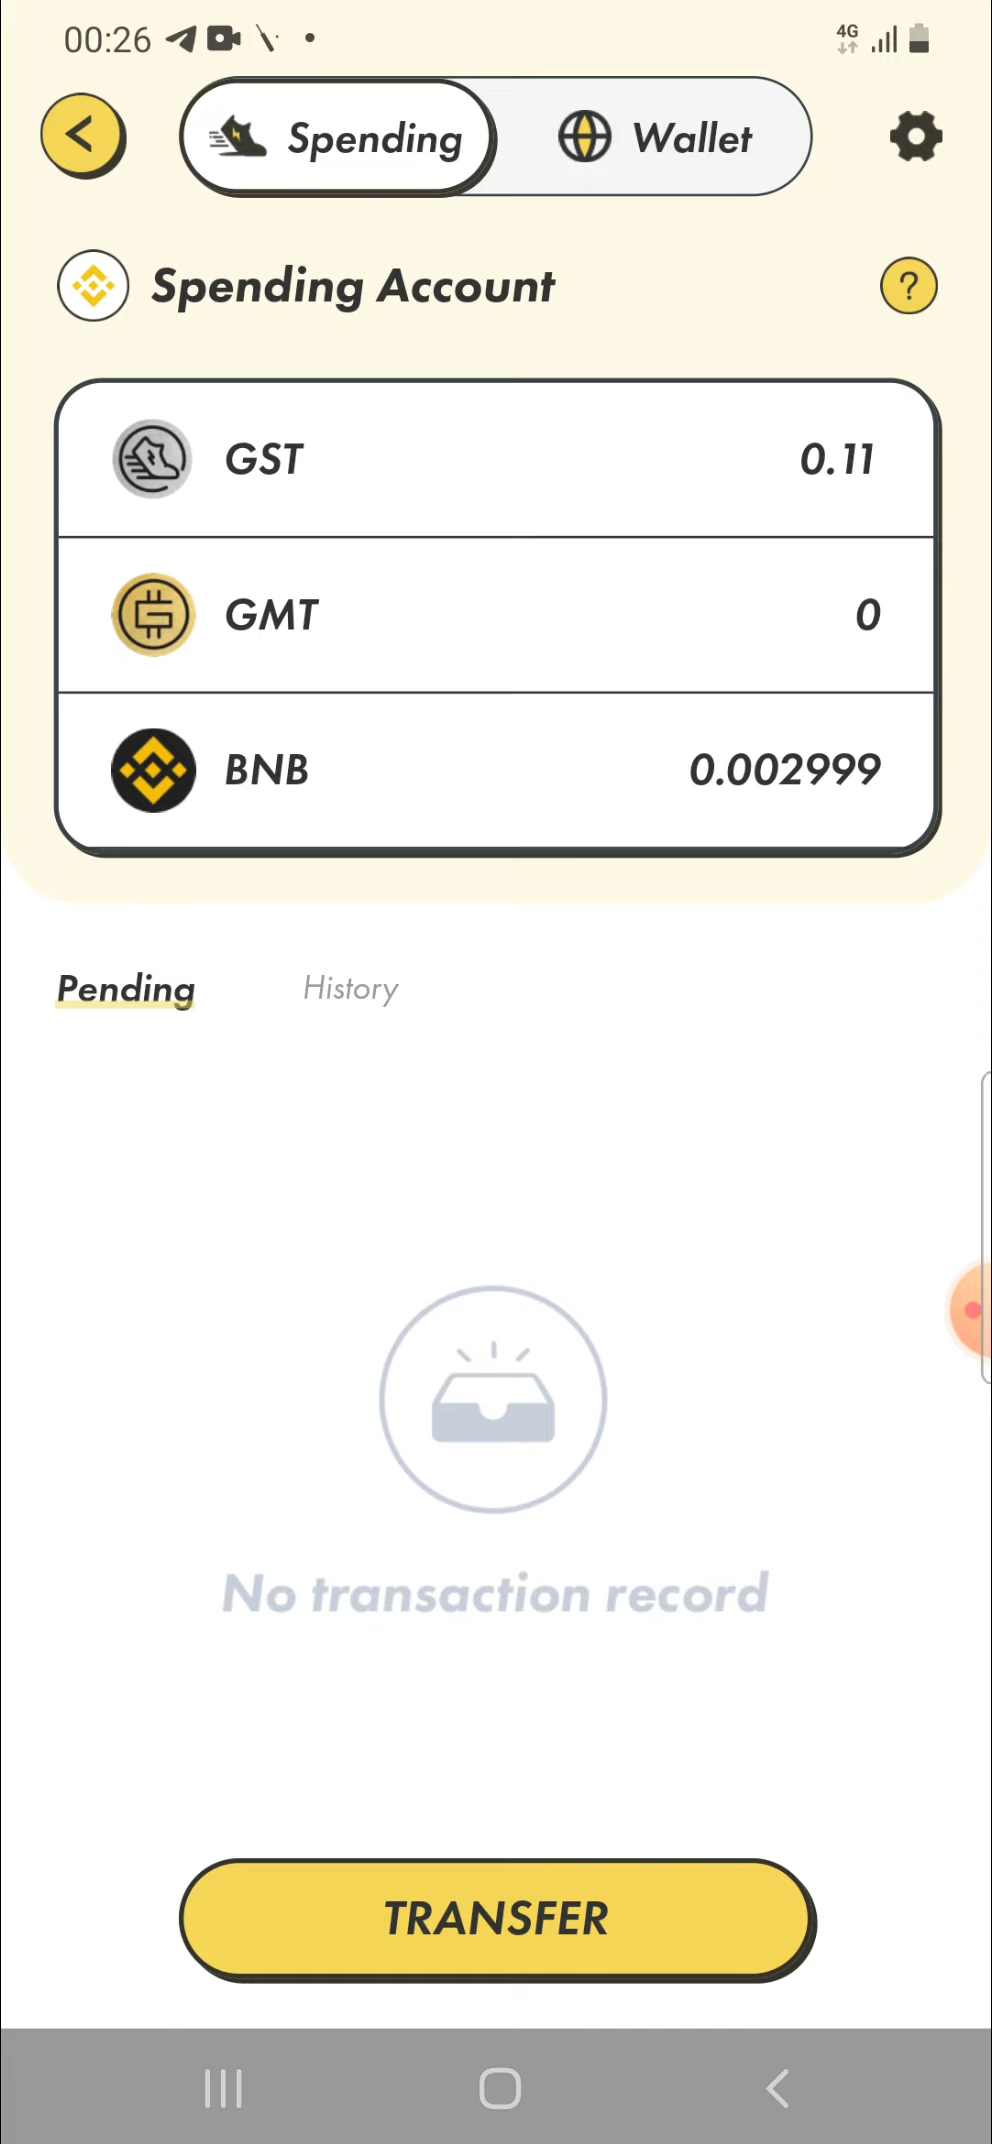 00:26
4G
Spending
Wallet
Spending Account
?
GST 0.11
GMT 0
BNB 0.002999
Pending
History
No transaction record
TRANSFER